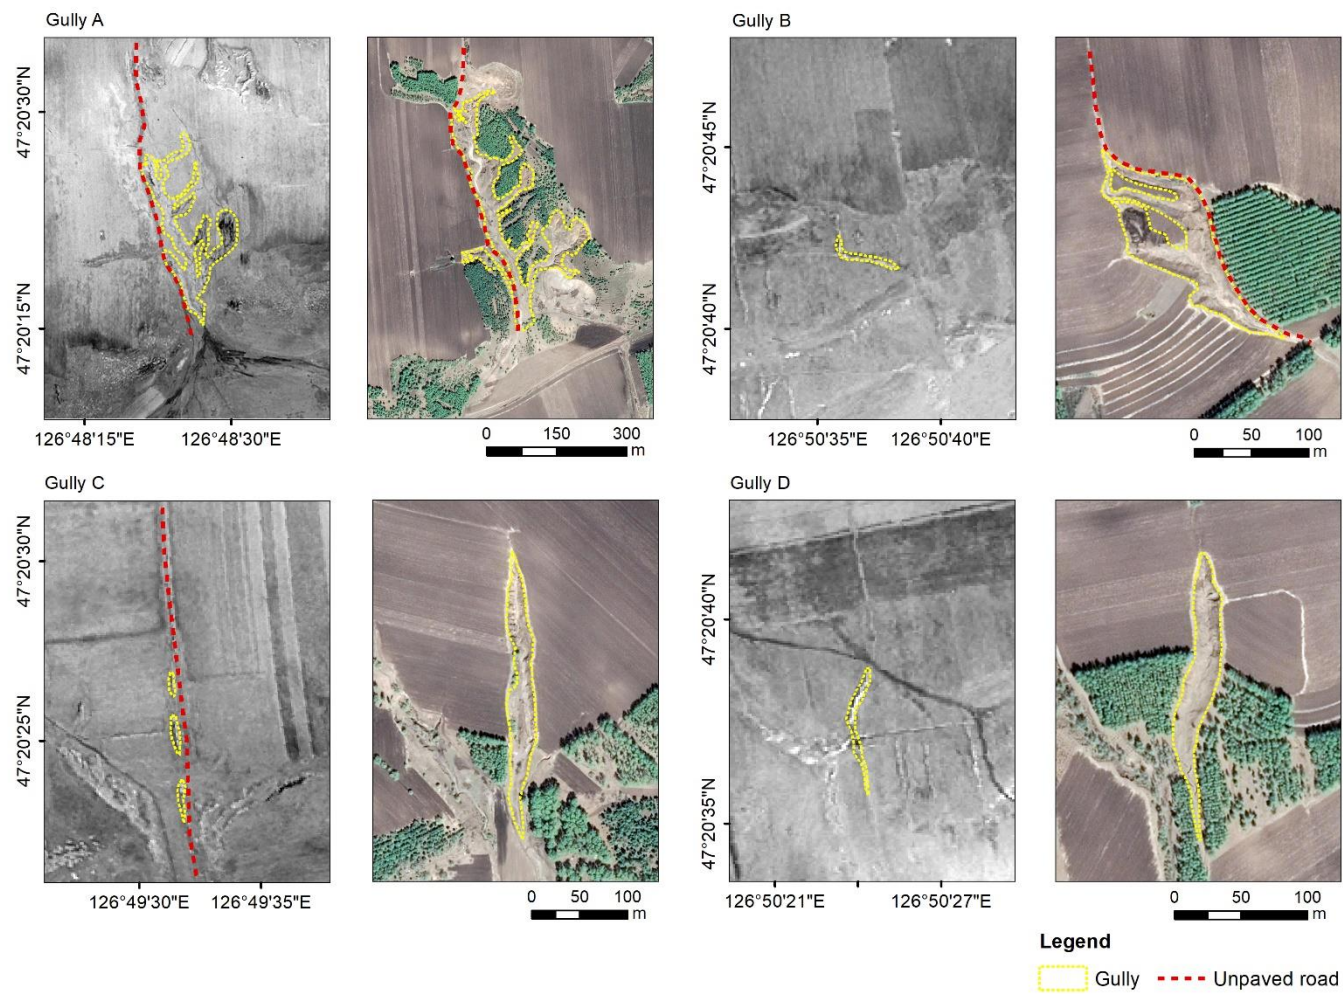 Gully A
Gully B
47°20'30"N
47°20'15"N
126°48'15"E
126°48'30"E
0
150
300
m
47°20'45"N
47°20'40"N
126°50'35"E
126°50'40"E
0
50
100
m
Gully C
Gully D
47°20'30"N
47°20'25"N
126°49'30"E
126°49'35"E
0
50
100
m
47°20'40"N
47°20'35"N
126°50'21"E
126°50'27"E
0
50
100
m
Legend
Gully
Unpaved road